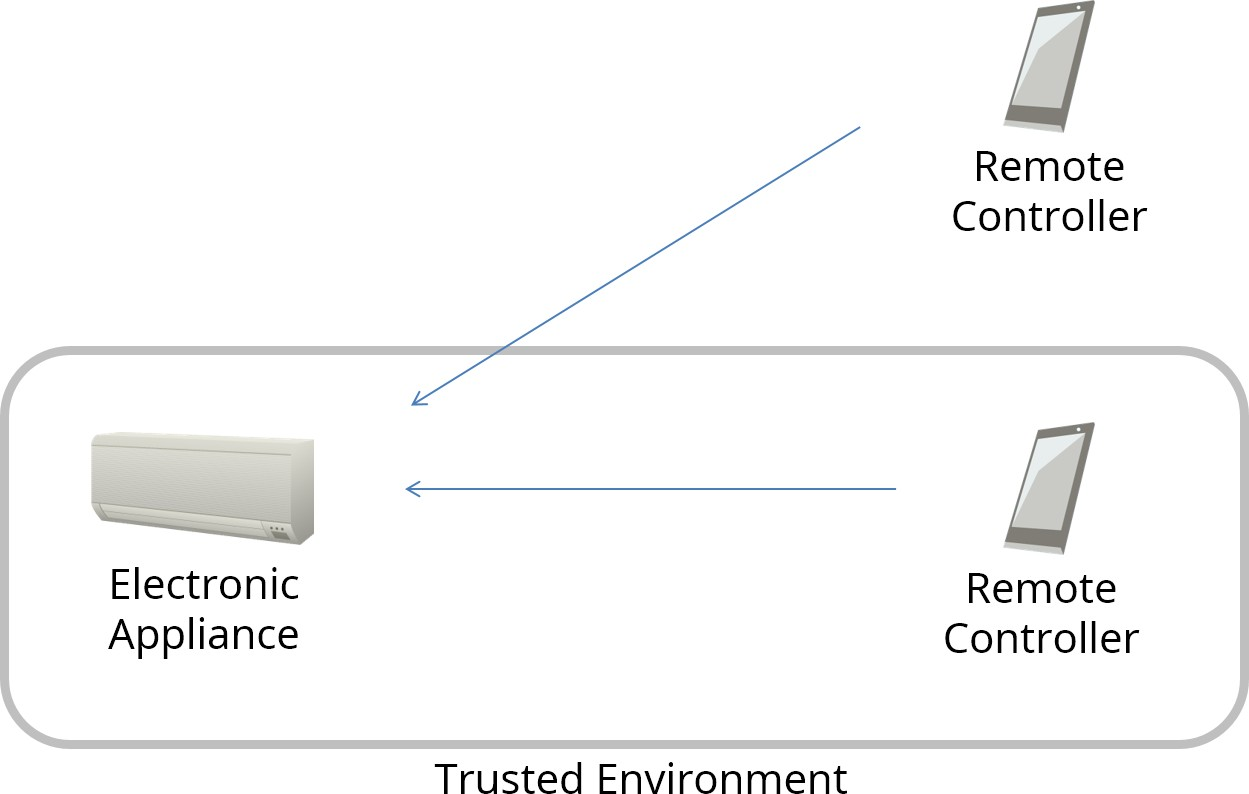 Remote
Controller
Electronic
Appliance
Remote
Controller
Trusted Environment